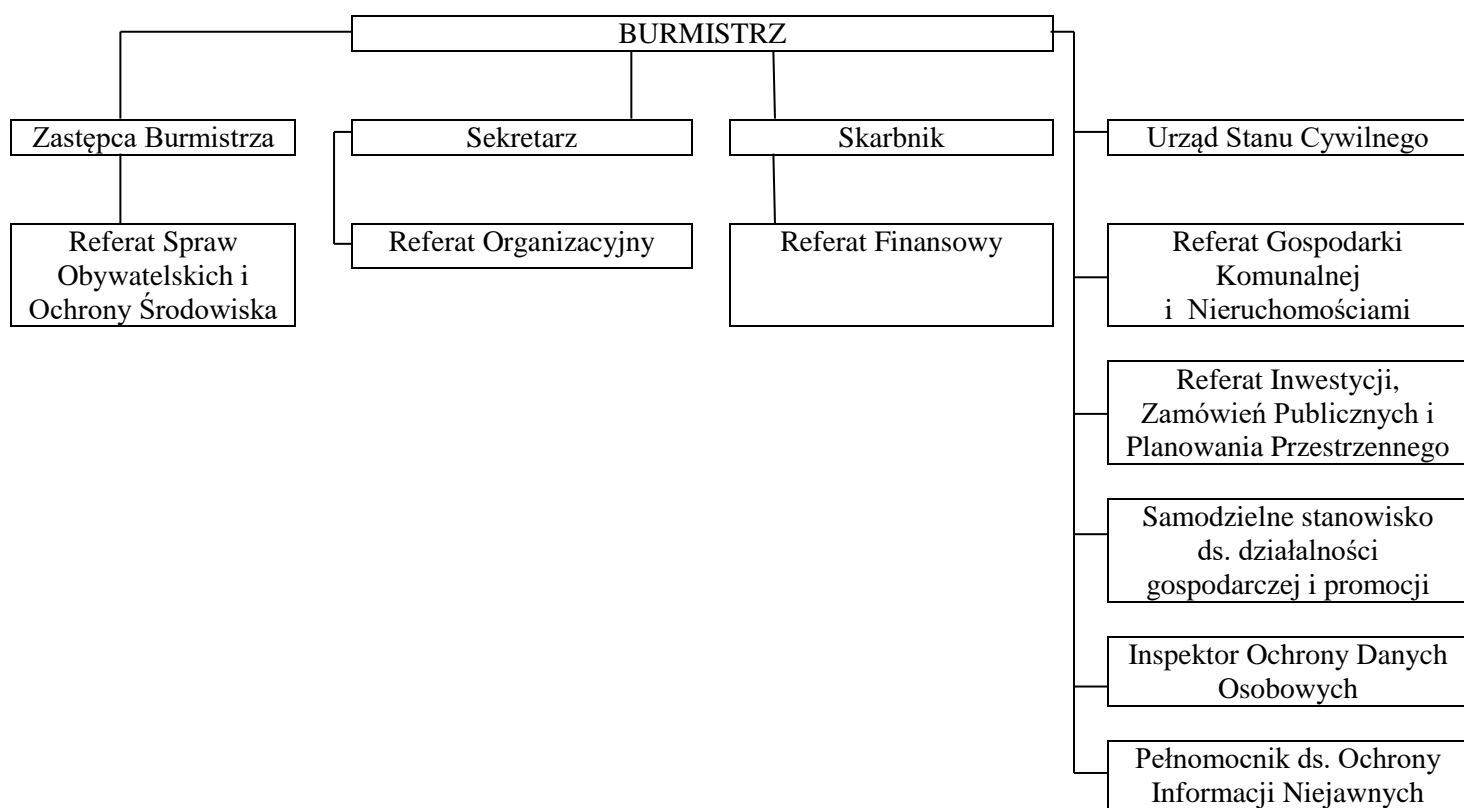 BURMISTRZ
Zastępca Burmistrza
Sekretarz
Skarbnik
Urząd Stanu Cywilnego
Referat Spraw
Obywatelskich i
Ochrony Środowiska
Referat Organizacyjny
Referat Finansowy
Referat Gospodarki
Komunalnej
i Nieruchomościami
Referat Inwestycji,
Zamówień Publicznych i
Planowania Przestrzennego
Samodzielne stanowisko
ds. działalności
gospodarczej i promocji
Inspektor Ochrony Danych
Osobowych
Pełnomocnik ds. Ochrony
Informacji Niejawnych